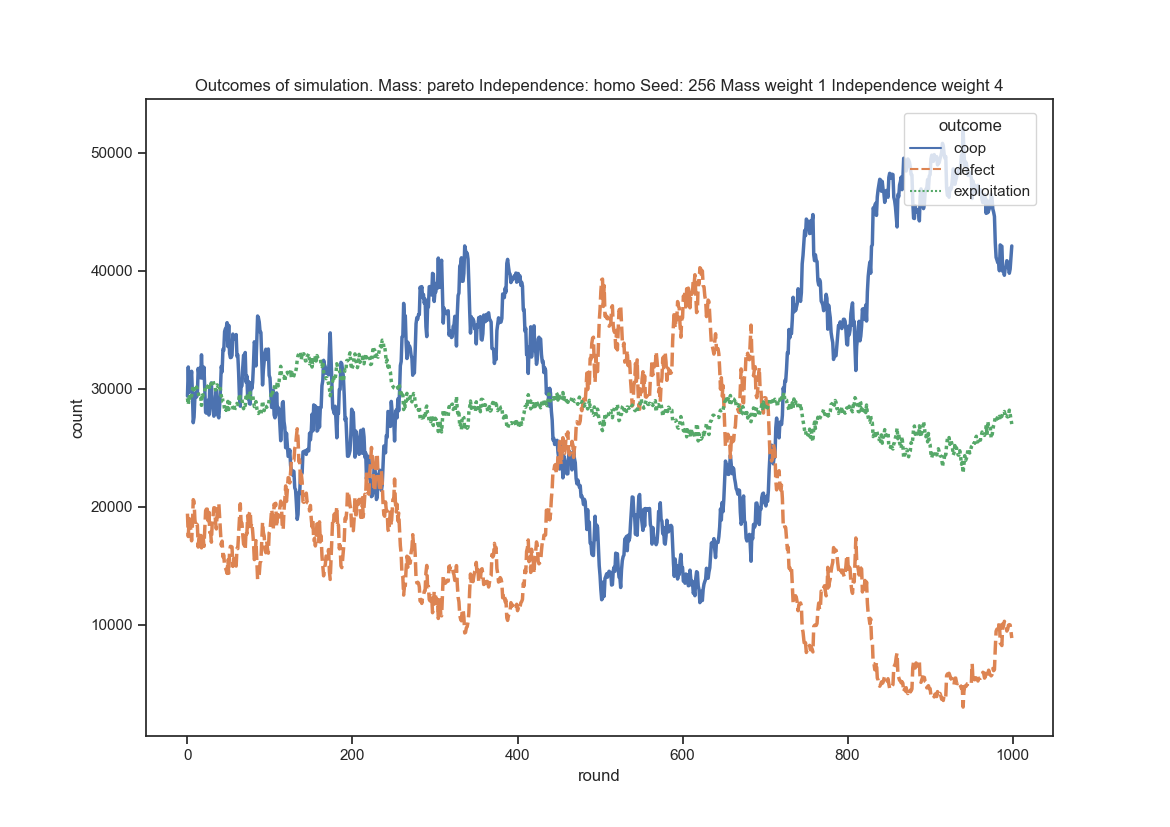 Outcomes of simulation. Mass: pareto Independence: homo Seed: 256 Mass weight 1 Independence weight 4
outcome
coop
defect
exploitation
50000
40000
30000
20000
10000
count
0 200 400 600 800 1000
round